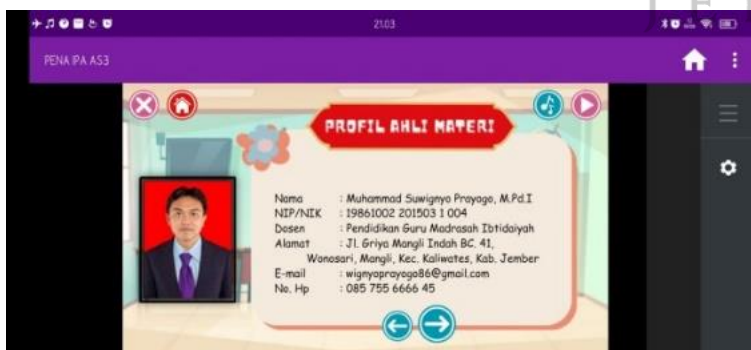 21.03
PENA IPA AS3
PROFIL AHLI MATERI
Nama : Muhammad Suwignyo Prayogo, M.Pd.I
NIP/NIK : 19861002 201503 1 004
Dosen : Pendidikan Guru Madrasah Ibtidaiyah
Alamat : Jl. Griya Mangli Indah BC. 41,
Wonosari, Mangli, Kec. Kaliwates, Kab. Jember
E-mail : wignyoprayogo86@gmail.com
No. Hp : 085 755 6666 45